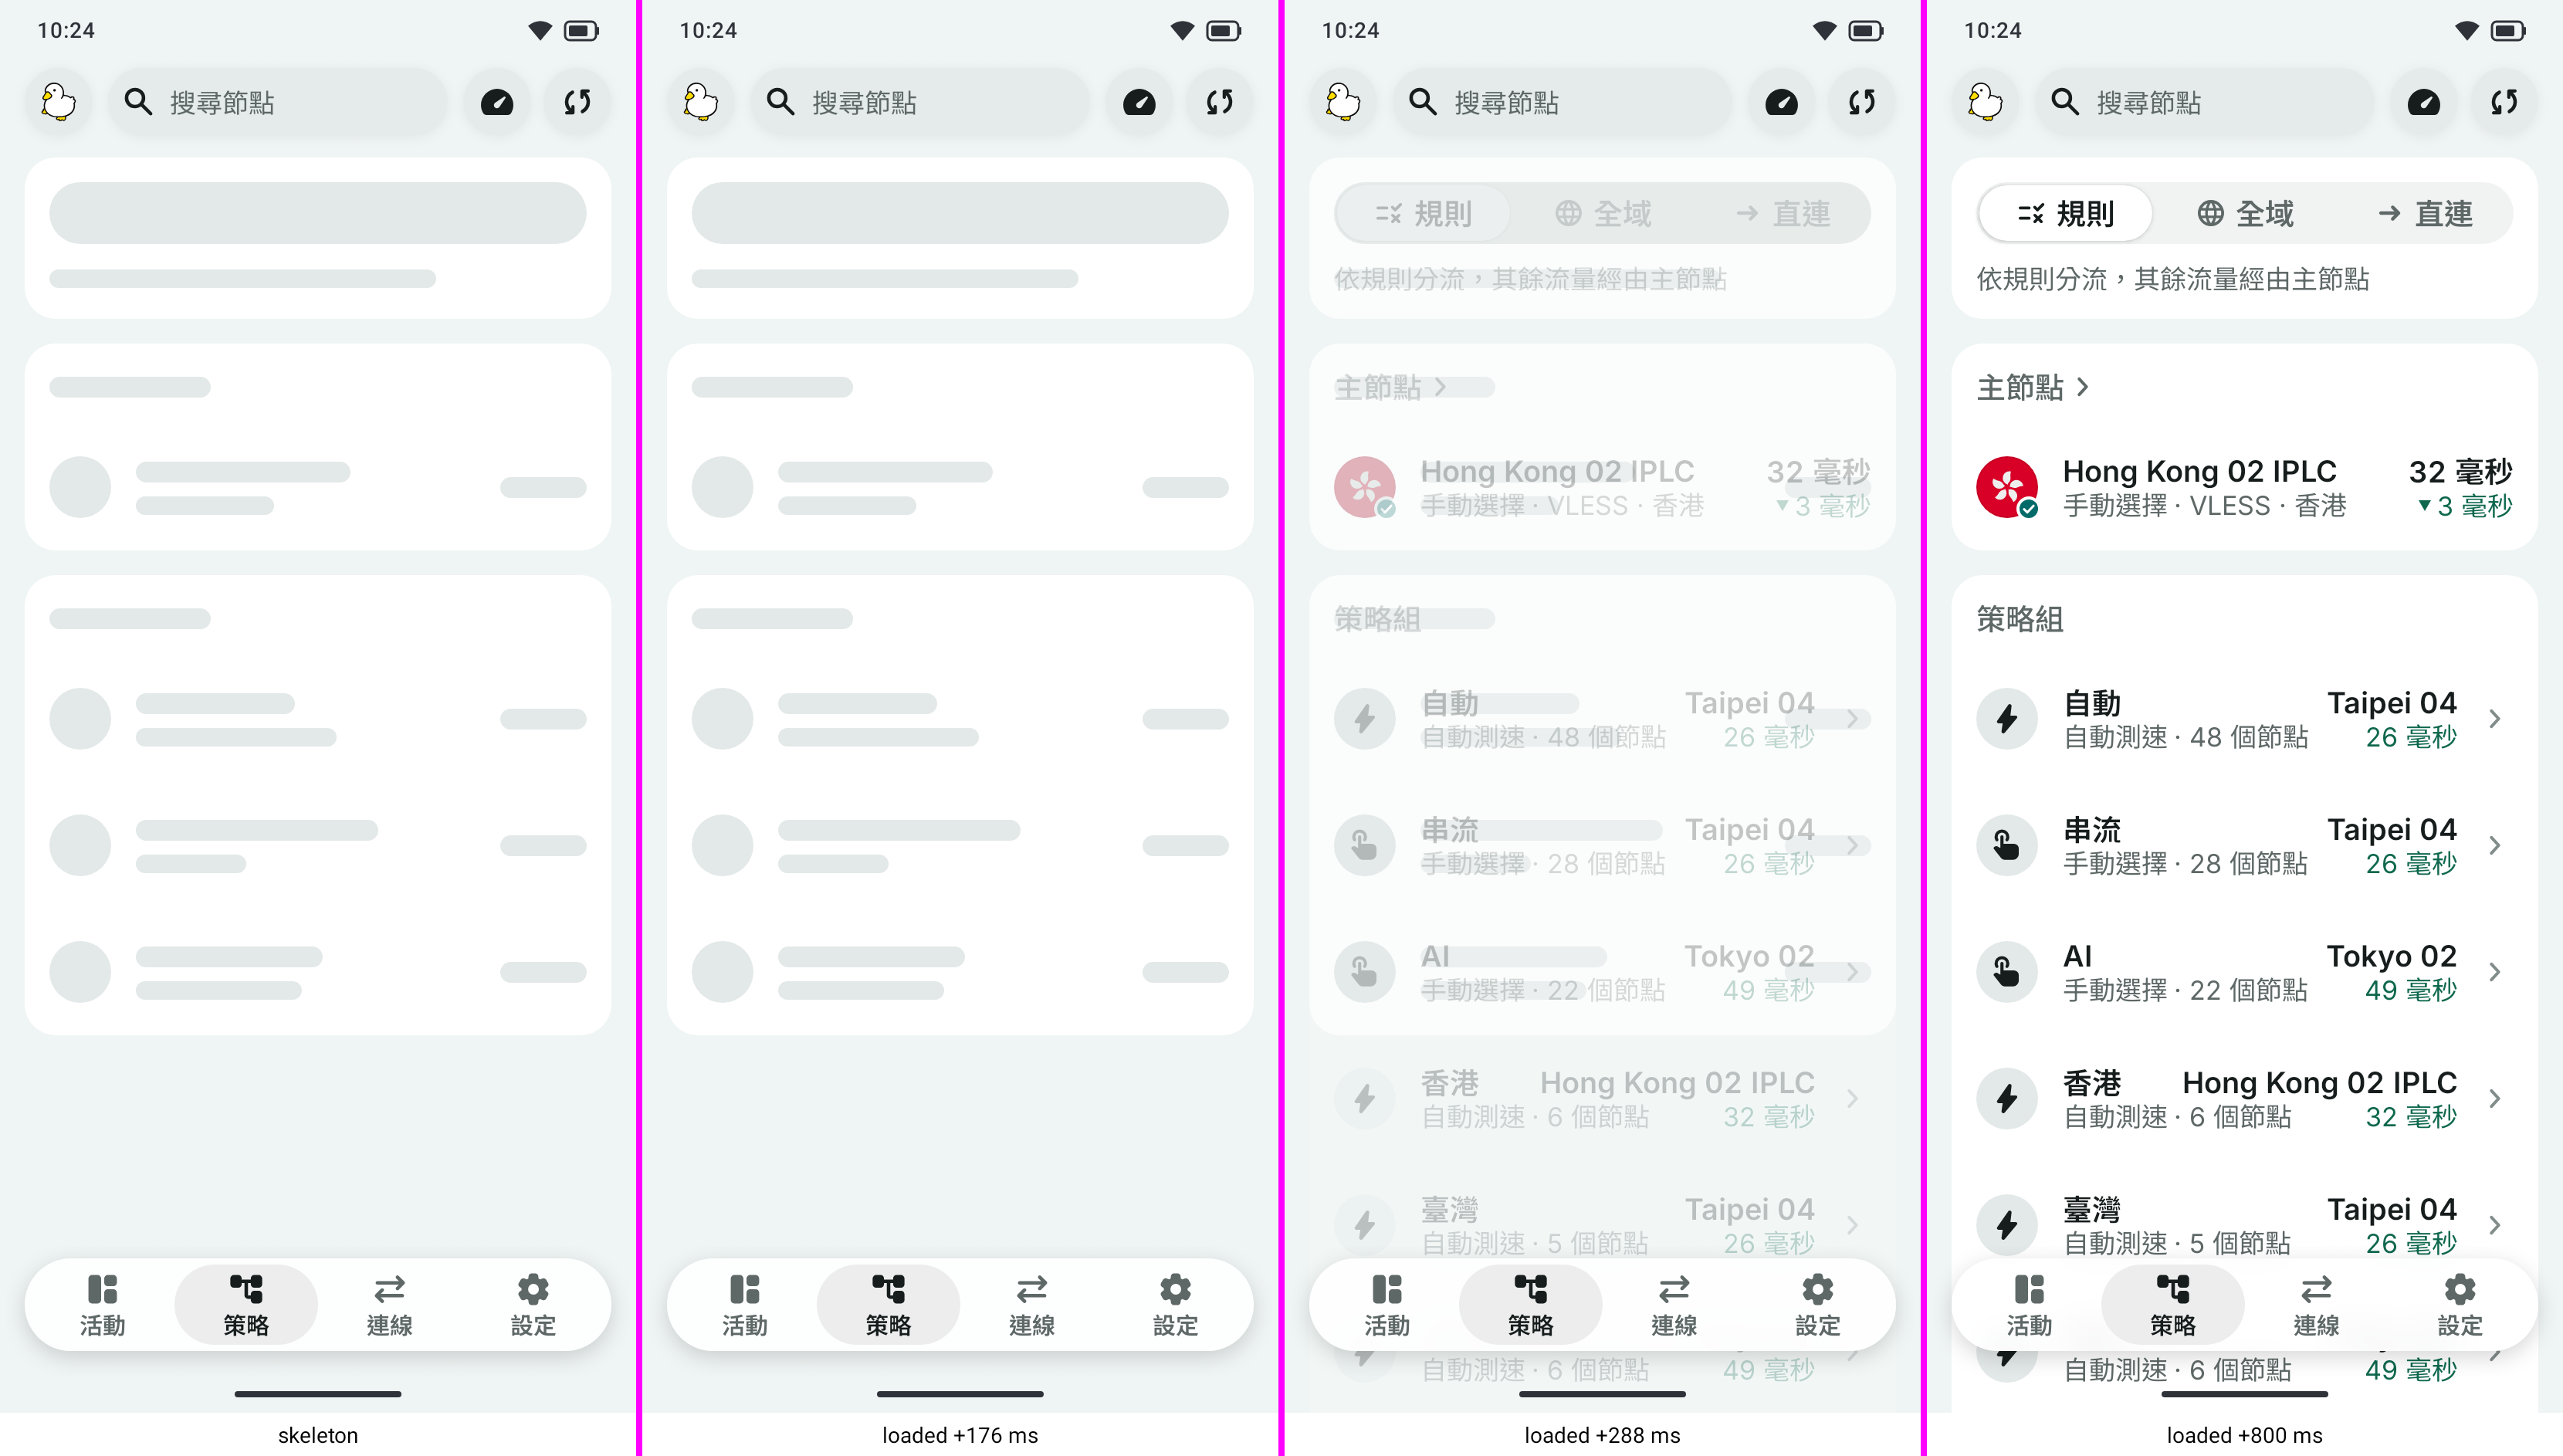 10:24
搜尋節點
活動
策略
連線
設定
skeleton
10:24
搜尋節點
活動
策略
連線
設定
loaded +176 ms
10:24
搜尋節點
規則
全域
直連
依規則分流，其餘流量經由主節點
主節點
Hong Kong 02 IPLC
32 毫秒
手動選擇 · VLESS · 香港
▼3 毫秒
策略組
自動
Taipei 04
自動測速 · 48 個節點
26 毫秒
串流
Taipei 04
手動選擇 · 28 個節點
26 毫秒
AI
Tokyo 02
手動選擇 · 22 個節點
49 毫秒
香港
Hong Kong 02 IPLC
自動測速 · 6 個節點
32 毫秒
臺灣
Taipei 04
自動測速 · 5 個節點
26 毫秒
活動
策略
連線
設定
自動測速 · 6 個節點
49 毫秒
loaded +288 ms
10:24
搜尋節點
規則
全域
直連
依規則分流，其餘流量經由主節點
主節點
Hong Kong 02 IPLC
32 毫秒
手動選擇 · VLESS · 香港
▼3 毫秒
策略組
自動
Taipei 04
自動測速 · 48 個節點
26 毫秒
串流
Taipei 04
手動選擇 · 28 個節點
26 毫秒
AI
Tokyo 02
手動選擇 · 22 個節點
49 毫秒
香港
Hong Kong 02 IPLC
自動測速 · 6 個節點
32 毫秒
臺灣
Taipei 04
自動測速 · 5 個節點
26 毫秒
活動
策略
連線
設定
自動測速 · 6 個節點
49 毫秒
loaded +800 ms